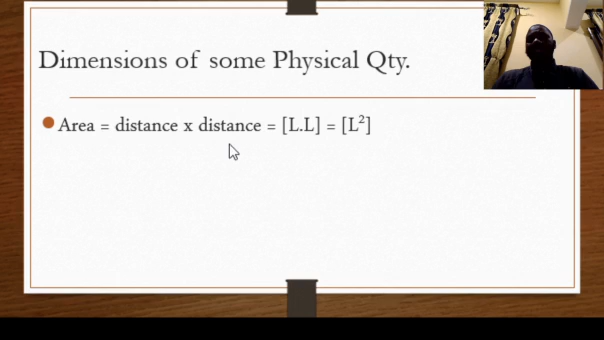 Dimensions of some Physical Qty.
Area = distance x distance = [L.L] = [L²]